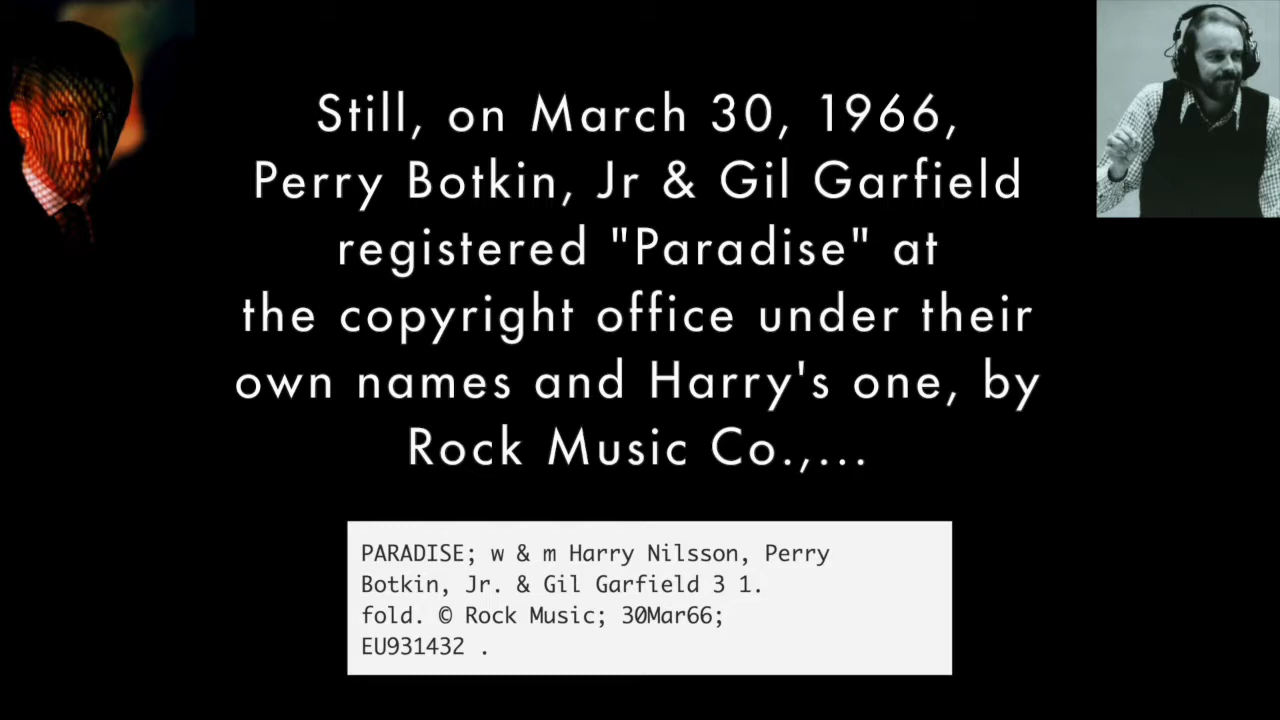 Still, on March 30, 1966,
Perry Botkin, Jr & Gil Garfield
registered "Paradise" at
the copyright office under their
own names and Harry's one, by
Rock Music Co.,...
PARADISE; w & m Harry Nilsson, Perry
Botkin, Jr. & Gil Garfield 3 1.
fold. © Rock Music; 30Mar66;
EU931432 .